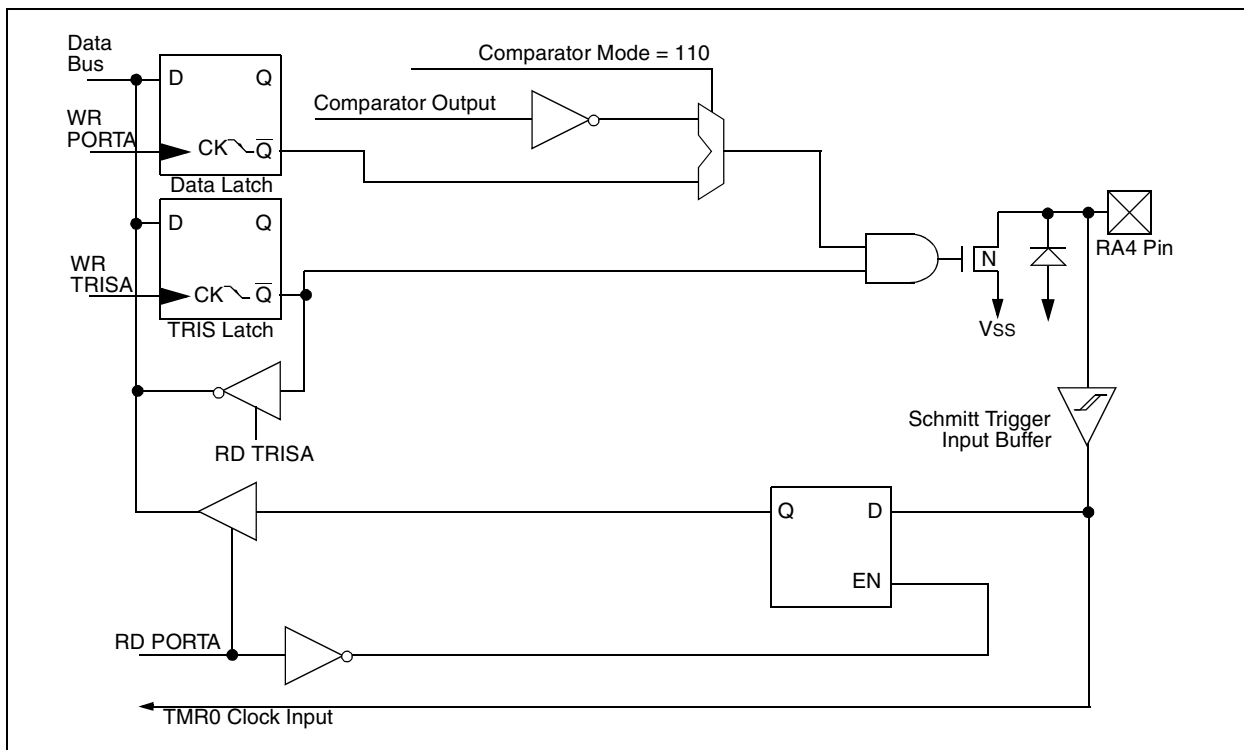 Data
Bus
D Q
Comparator Mode = 110
Comparator Output
WR
PORTA
CK Q̅
Data Latch
D Q
WR
TRISA
CK Q̅
TRIS Latch
N
RA4 Pin
VSS
RD TRISA
Schmitt Trigger
Input Buffer
Q D
EN
RD PORTA
TMR0 Clock Input